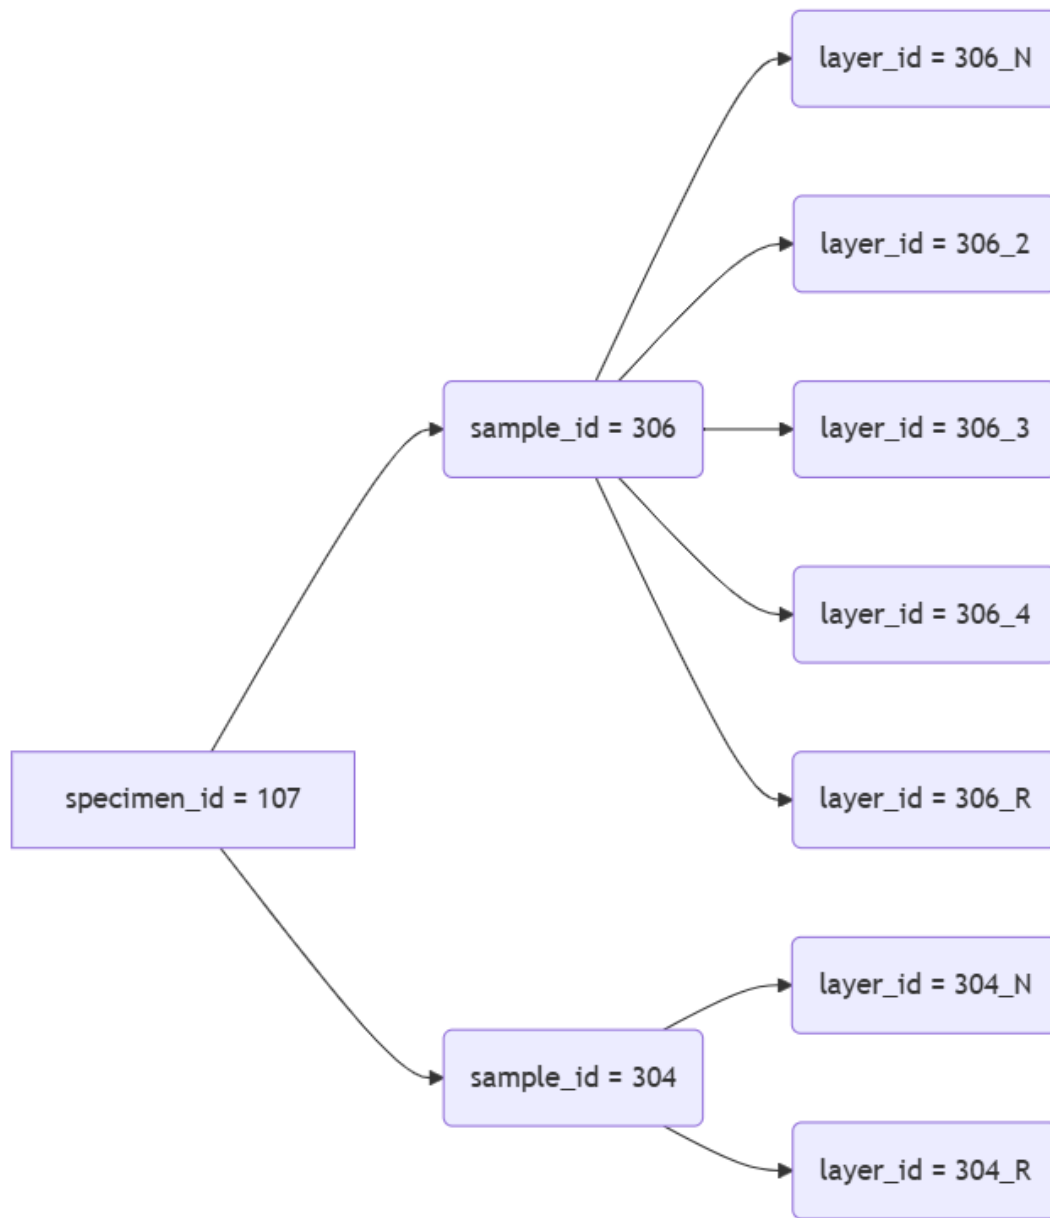 layer_id = 306_N
layer_id = 306_2
sample_id = 306
layer_id = 306_3
layer_id = 306_4
specimen_id = 107
layer_id = 306_R
layer_id = 304_N
sample_id = 304
layer_id = 304_R